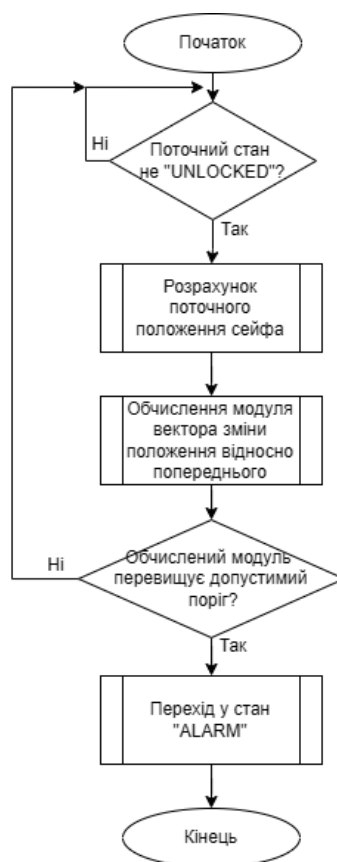 Початок
Ні
Поточний стан
не "UNLOCKED"?
Так
Розрахунок
поточного
положення сейфа
Обчислення модуля
вектора зміни
положення відносно
попереднього
Ні
Обчислений модуль
перевищує допустимий
поріг?
Так
Перехід у стан
"ALARM"
Кінець